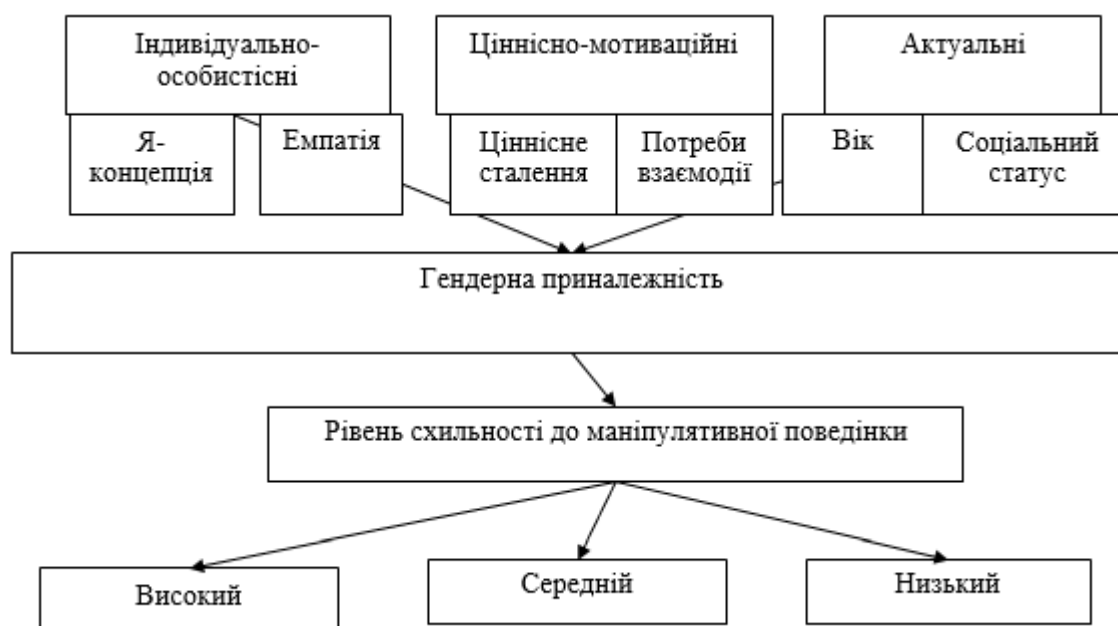 Індивідуально-
особистісні
Ціннісно-мотиваційні
Актуальні
Я-
концепція
Емпатія
Ціннісне
сталення
Потреби
взаємодії
Вік
Соціальний
статус
Гендерна приналежність
Рівень схильності до маніпулятивної поведінки
Високий
Середній
Низький